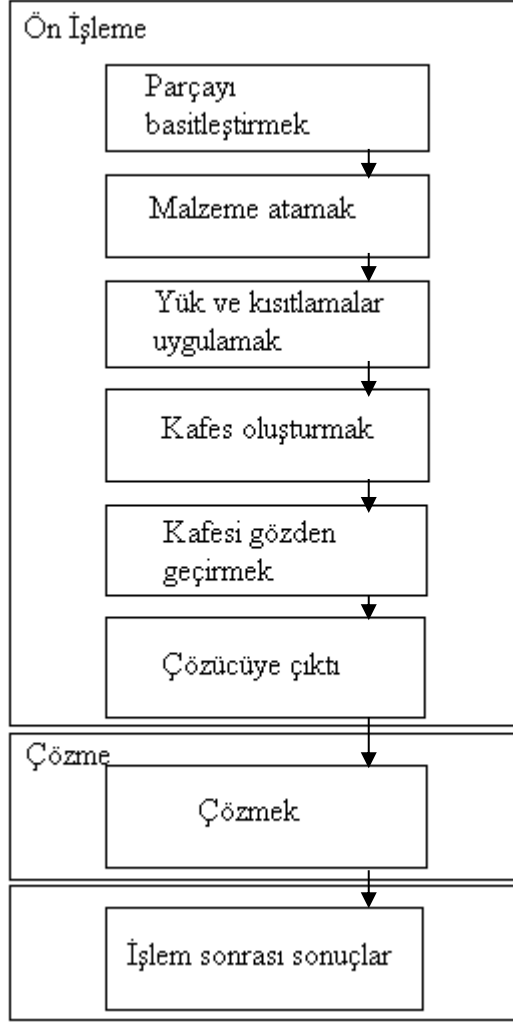 Ön İşleme
Parçayı
basitleştirmek
Malzeme atamak
Yük ve kısıtlamalar
uygulamak
Kafes oluşturmak
Kafesi gözden
geçirmek
Çözücüye çıktı
Çözme
Çözmek
İşlem sonrası sonuçlar